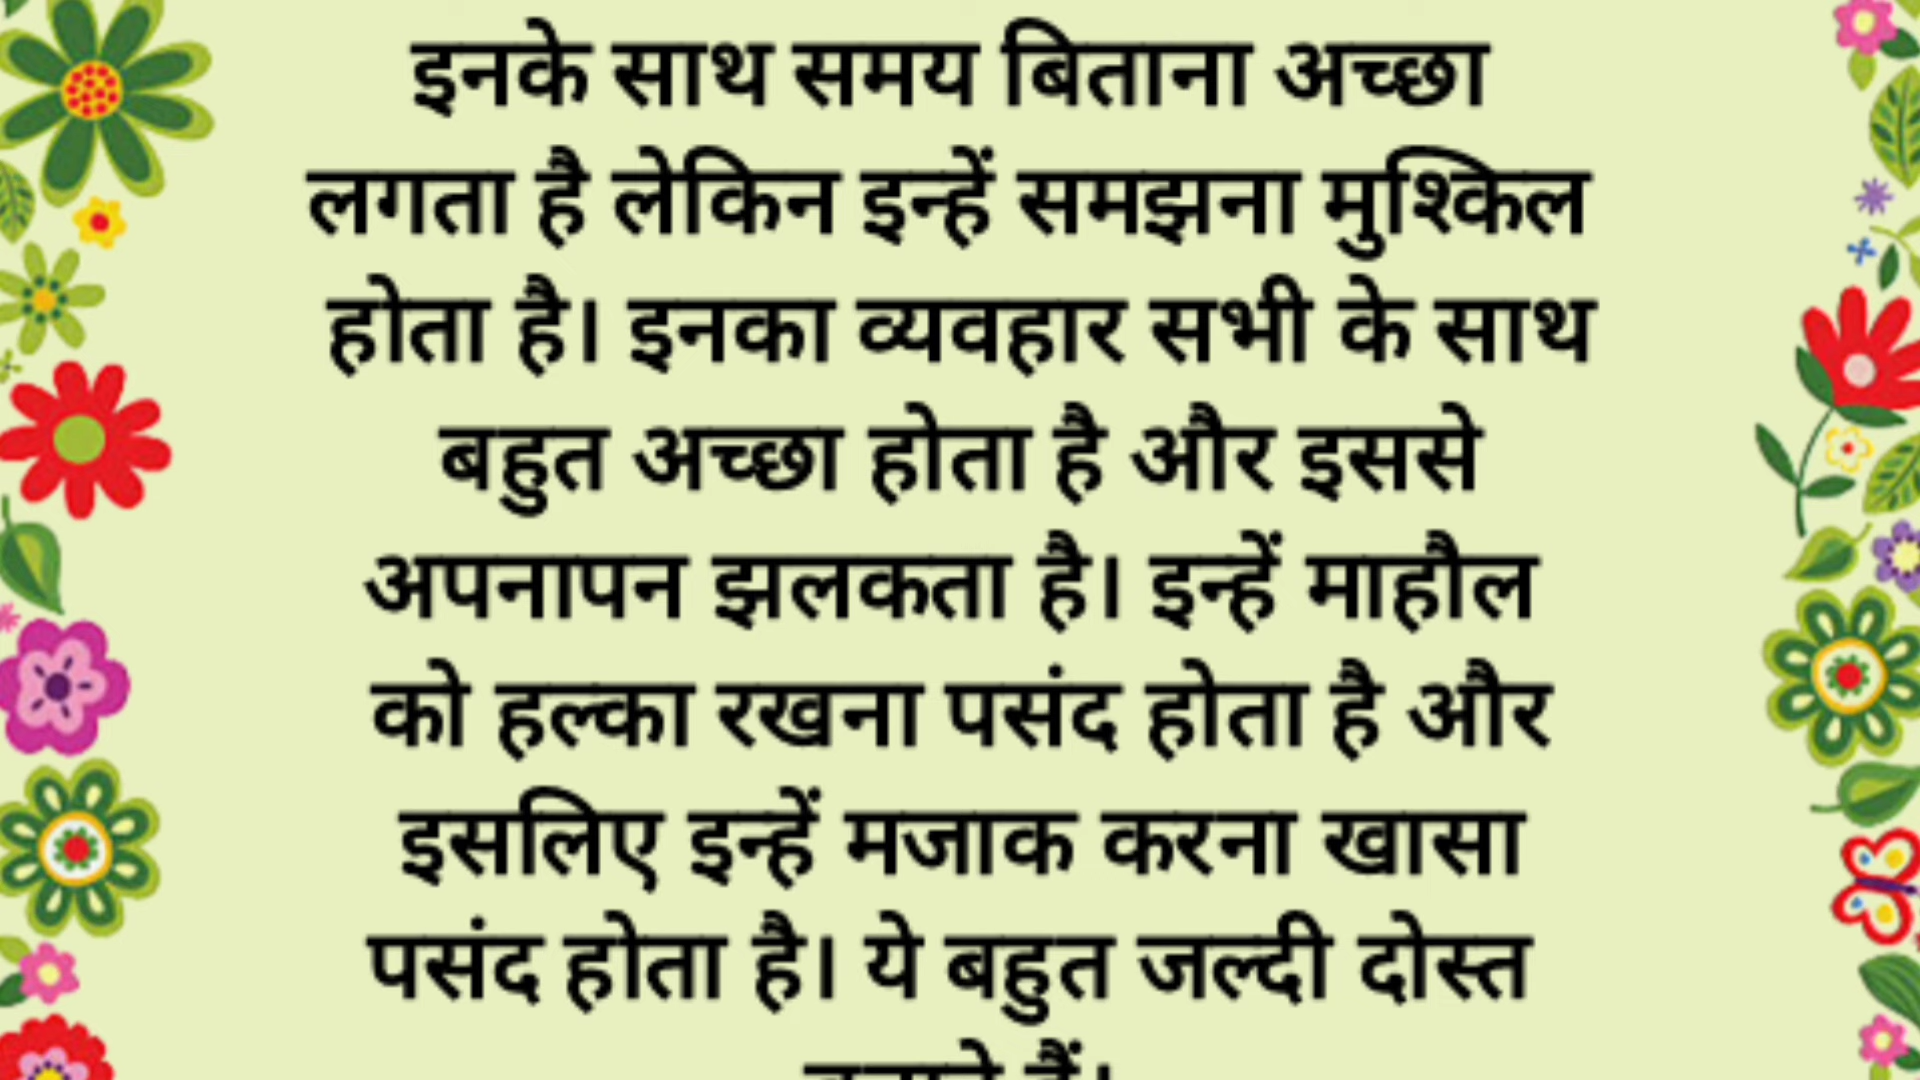 इनके साथ समय बिताना अच्छा
लगता है लेकिन इन्हें समझना मुश्किल
होता है। इनका व्यवहार सभी के साथ
बहुत अच्छा होता है और इससे
अपनापन झलकता है। इन्हें माहौल
को हल्का रखना पसंद होता है और
इसलिए इन्हें मजाक करना खासा
पसंद होता है। ये बहुत जल्दी दोस्त